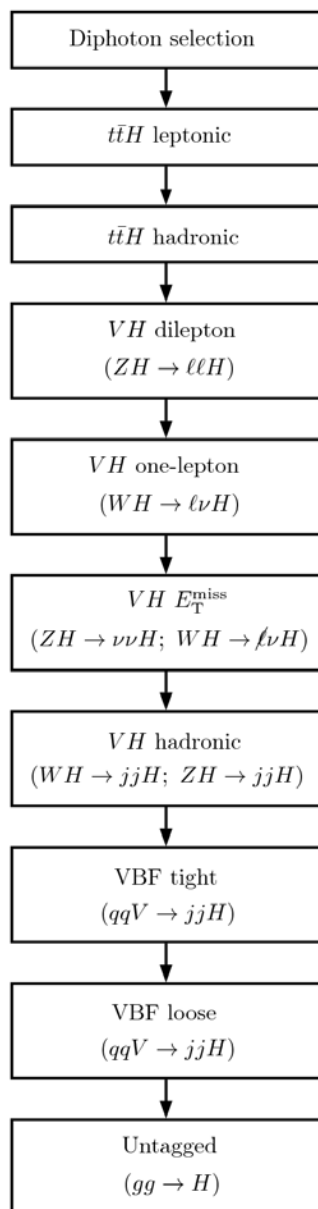 Diphoton selection
tt̄H leptonic
tt̄H hadronic
VH dilepton
(ZH → ℓℓH)
VH one-lepton
(WH → ℓνH)
VH E_T^miss
(ZH → ννH; WH → ℓ̸νH)
VH hadronic
(WH → jjH; ZH → jjH)
VBF tight
(qqV → jjH)
VBF loose
(qqV → jjH)
Untagged
(gg → H)